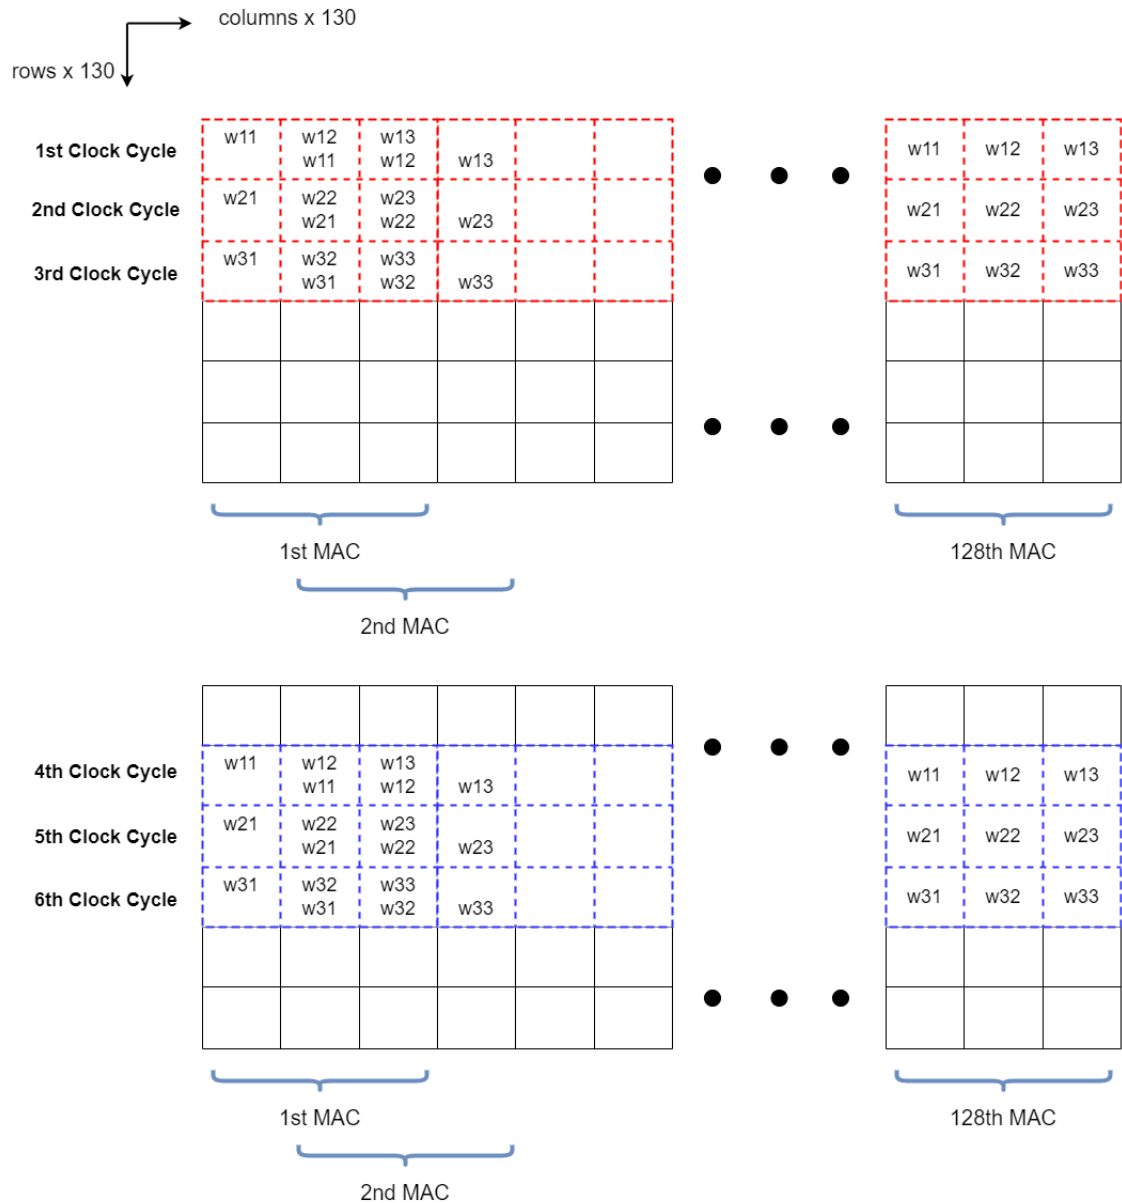 columns x 130
rows x 130
1st Clock Cycle
w11 w12 w13 w11 w12 w13
w11 w12 w13
2nd Clock Cycle
w21 w22 w23 w21 w22 w23
w21 w22 w23
3rd Clock Cycle
w31 w32 w33 w31 w32 w33
w31 w32 w33
1st MAC 128th MAC
2nd MAC
4th Clock Cycle
w11 w12 w13 w11 w12 w13
w11 w12 w13
5th Clock Cycle
w21 w22 w23 w21 w22 w23
w21 w22 w23
6th Clock Cycle
w31 w32 w33 w31 w32 w33
w31 w32 w33
1st MAC 128th MAC
2nd MAC